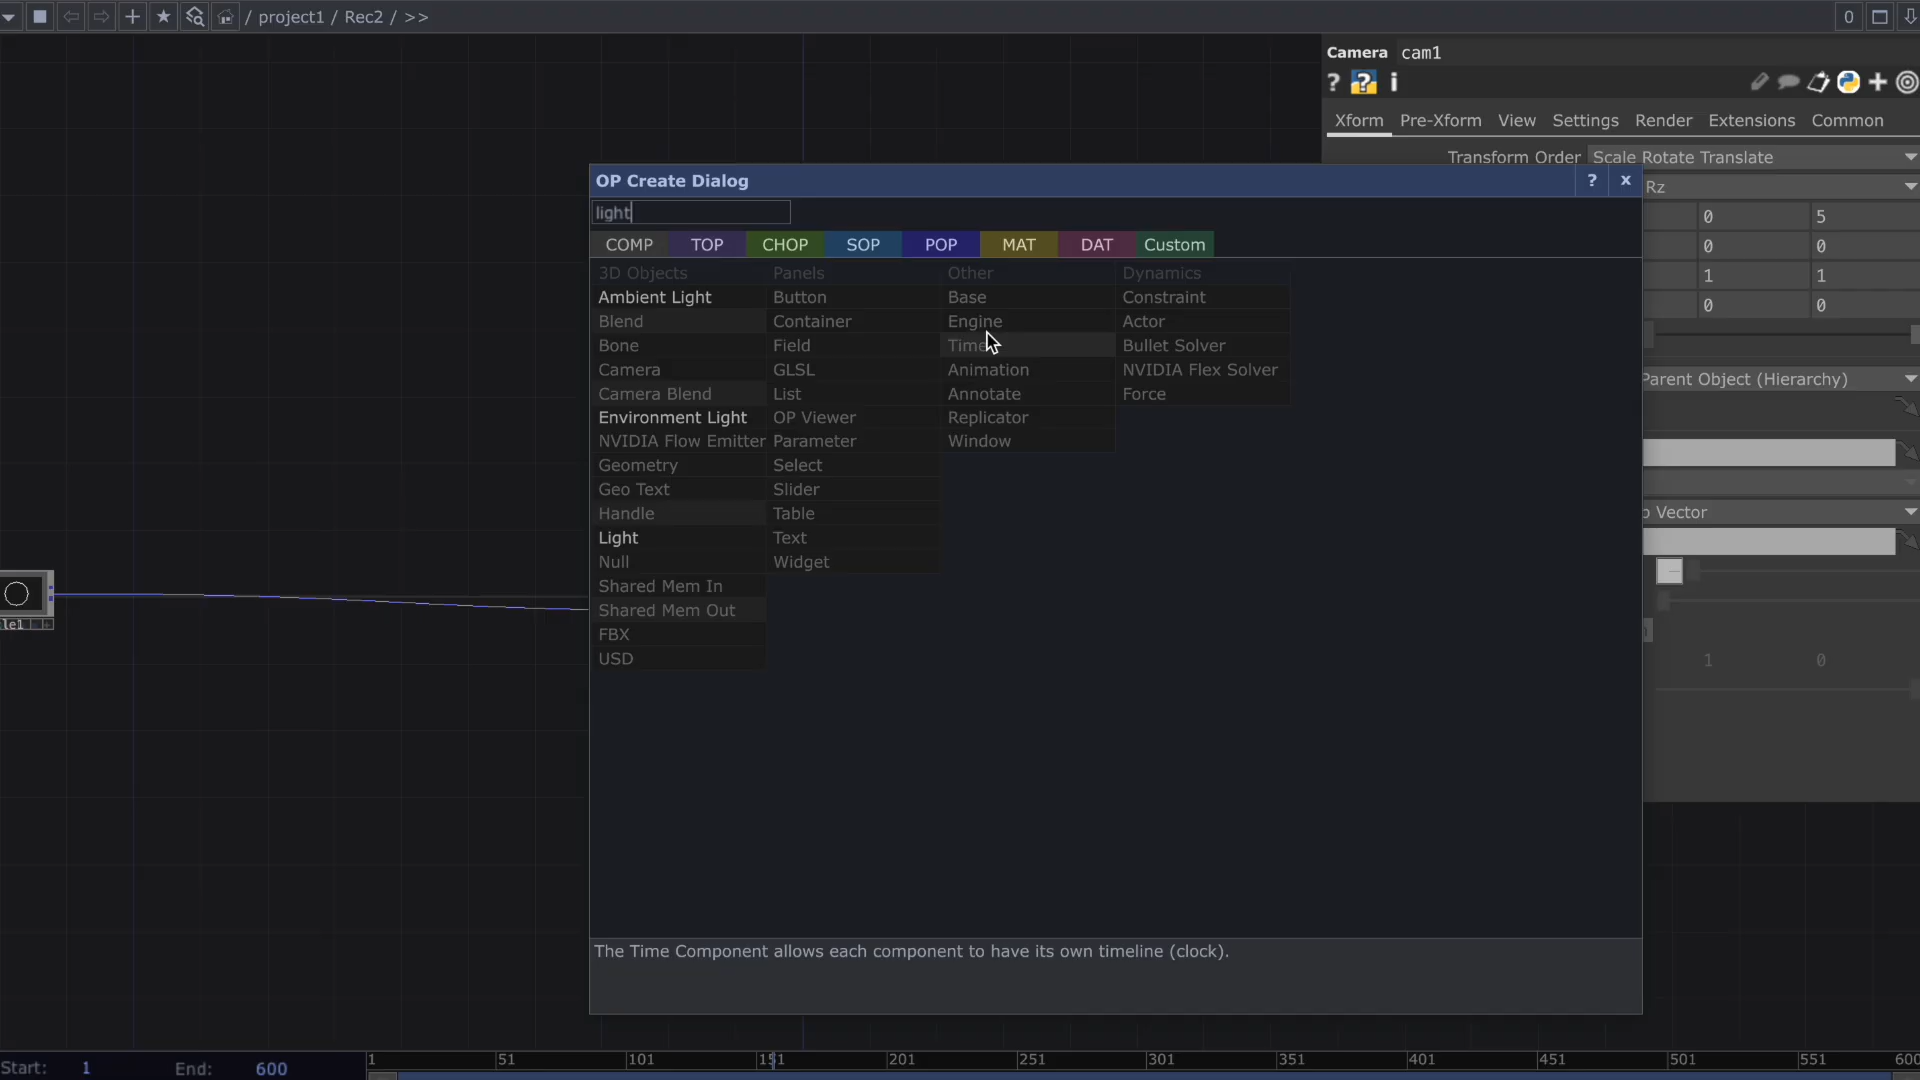 / project1 / Rec2 / >>
0
Camera cam1
? ? i
Xform Pre-Xform View Settings Render Extensions Common
Transform Order Scale Rotate Translate
OP Create Dialog ? x
Rz
light
0 5
COMP TOP CHOP SOP POP MAT DAT Custom
0 0
3D Objects Panels Other Dynamics
1 1
Ambient Light Button Base Constraint
0 0
Blend Container Engine Actor
Bone Field Time Bullet Solver
Camera GLSL Animation NVIDIA Flex Solver
Parent Object (Hierarchy)
Camera Blend List Annotate Force
Environment Light OP Viewer Replicator
NVIDIA Flow Emitter Parameter Window
Geometry Select
Geo Text Slider
Handle Table
Vector
Light Text
Null Widget
Shared Mem In
Shared Mem Out
le1
FBX
USD
1 0
The Time Component allows each component to have its own timeline (clock).
Start: 1 End: 600
1 51 101 151 201 251 301 351 401 451 501 551 600